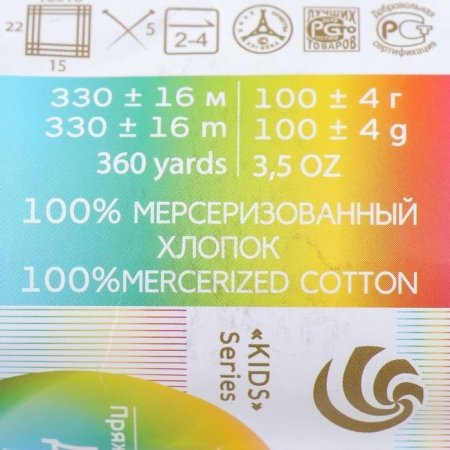 22
5
2-4
15
ЛУЧШИХ
ТОВАРОВ
Добровольная
сертификация
330 ± 16 м
100 ± 4 г
330 ± 16 m
100 ± 4 g
360 yards
3,5 OZ
100% МЕРСЕРИЗОВАННЫЙ
ХЛОПОК
100%MERCERIZED COTTON
«KIDS»
Series